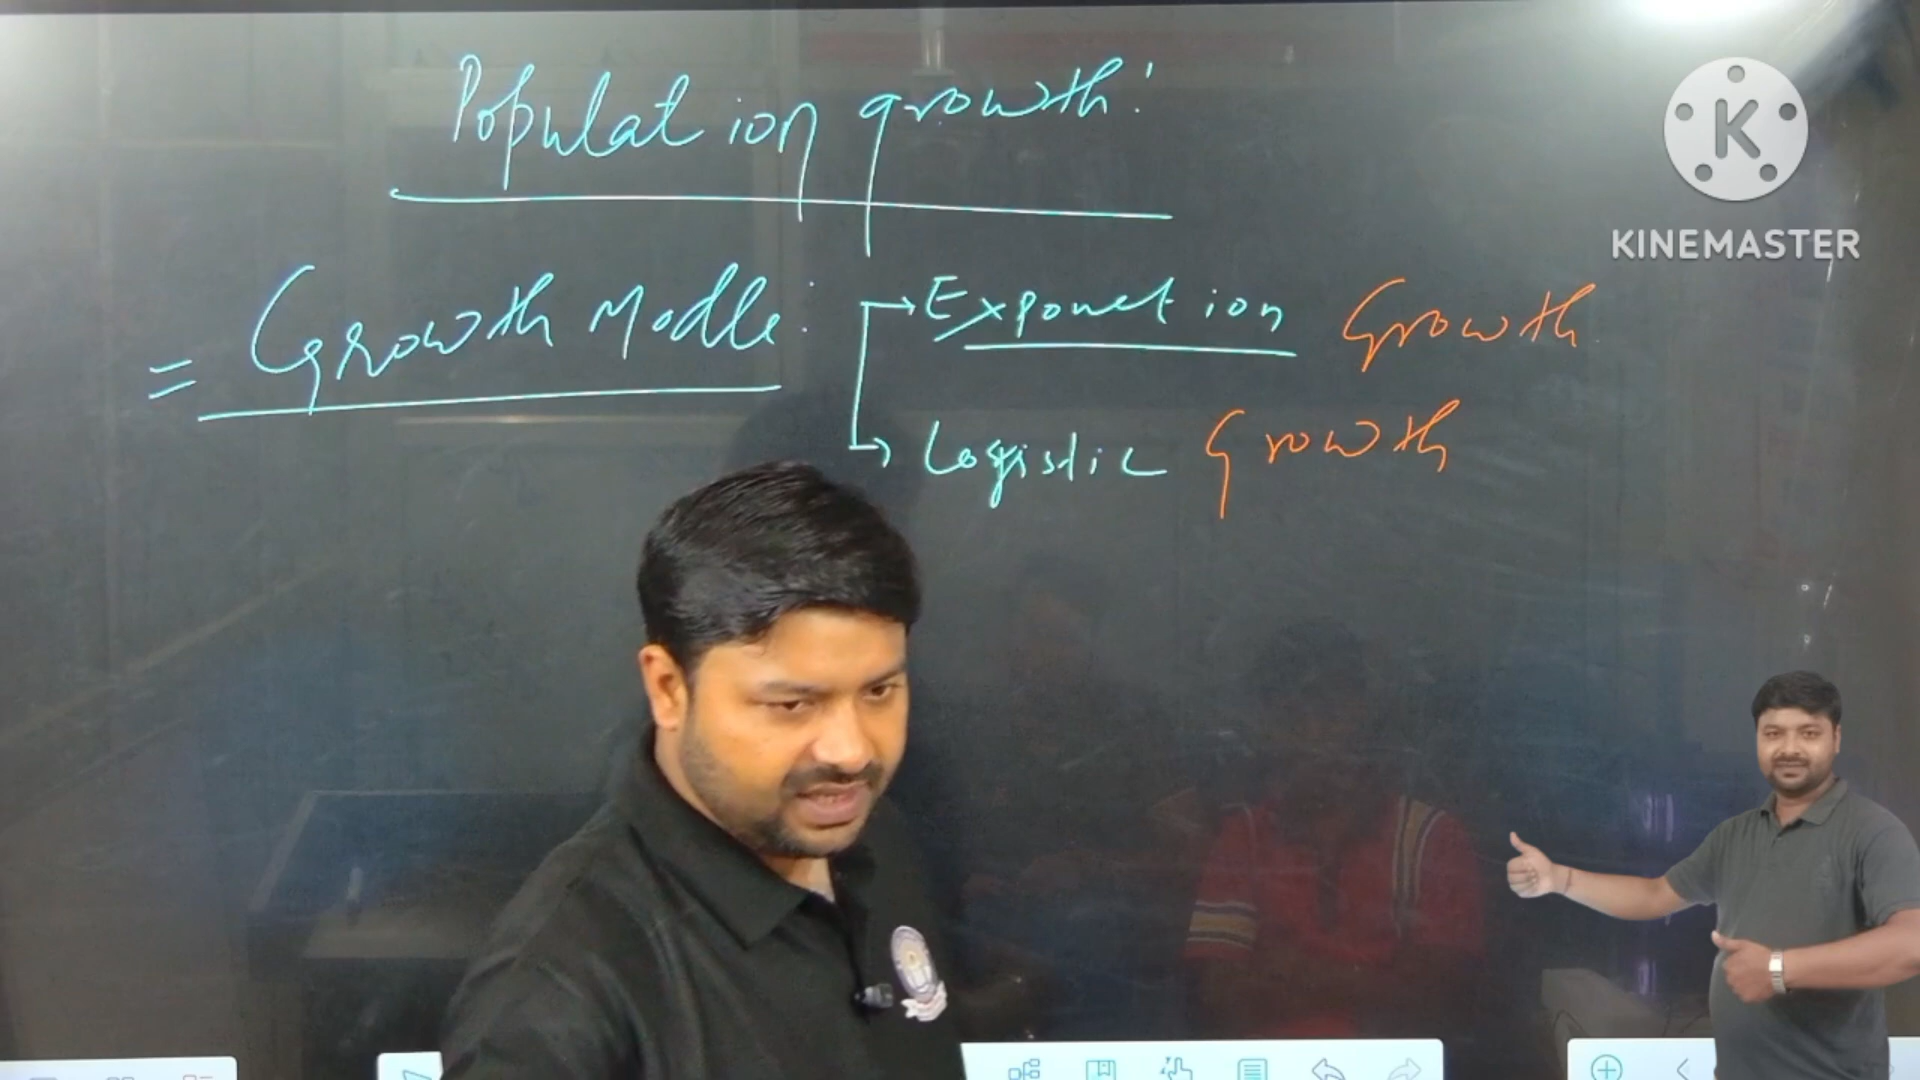 Population growth:
= Growth Modle: → Exponetion Growth
→ Logistic Growth
K
KINEMASTER